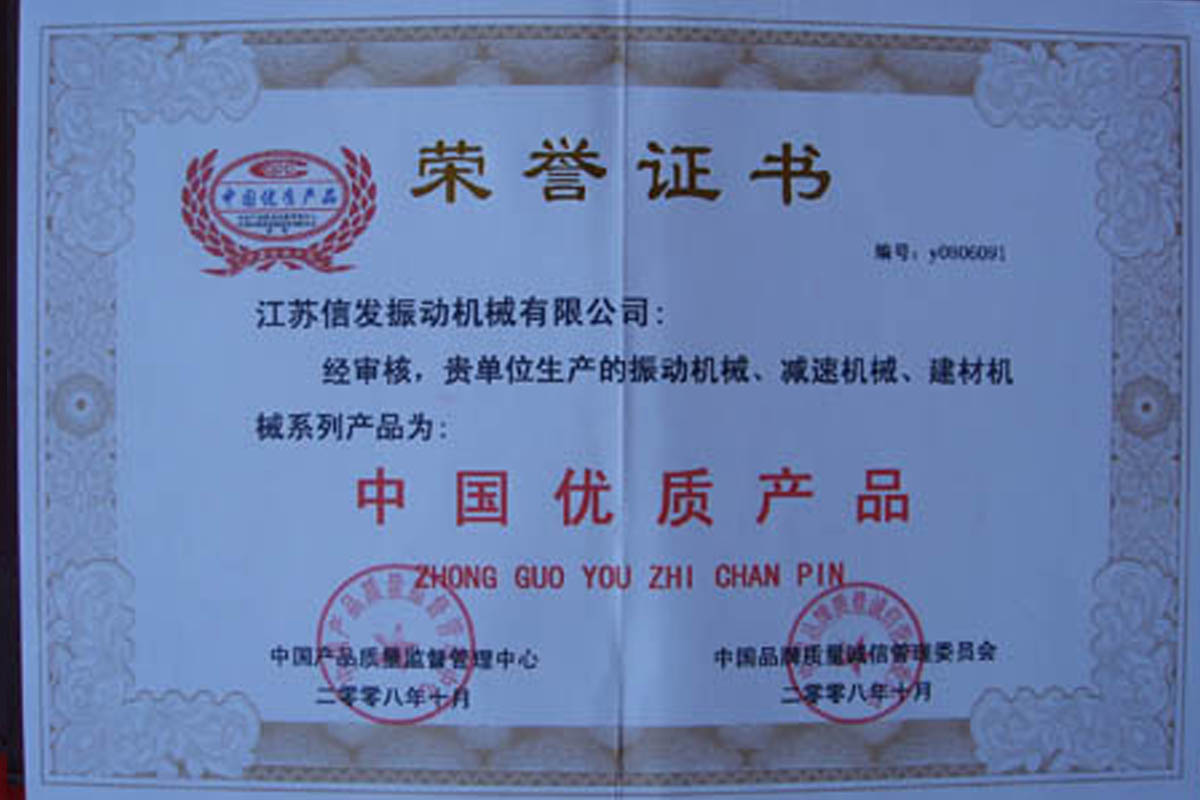 荣誉证书
中国优质产品
编号：y0806091
江苏信发振动机械有限公司：
经审核，贵单位生产的振动机械、减速机械、建材机
械系列产品为：
中国优质产品
ZHONG GUO YOU ZHI CHAN PIN
中国产品质量监督管理中心
二零零八年十月
中国品牌质量诚信管理委员会
二零零八年十月